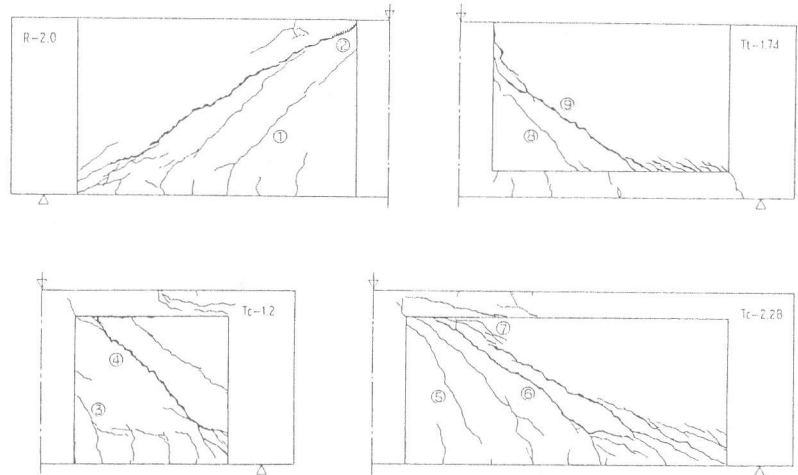 R-2.0
②
①
Tt-1.7d
⑨
⑧
Tc-1.2
④
③
Tc-2.28
⑦
⑤
⑥